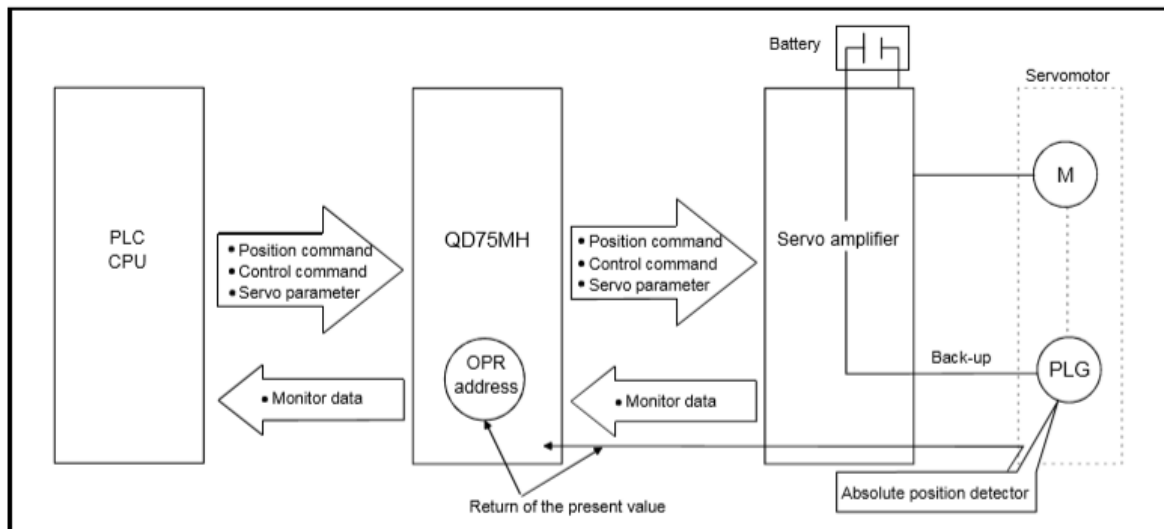 Battery
Servomotor
PLC
CPU
• Position command
• Control command
• Servo parameter
QD75MH
• Position command
• Control command
• Servo parameter
Servo amplifier
M
• Monitor data
OPR
address
• Monitor data
Back-up
PLG
Return of the present value
Absolute position detector